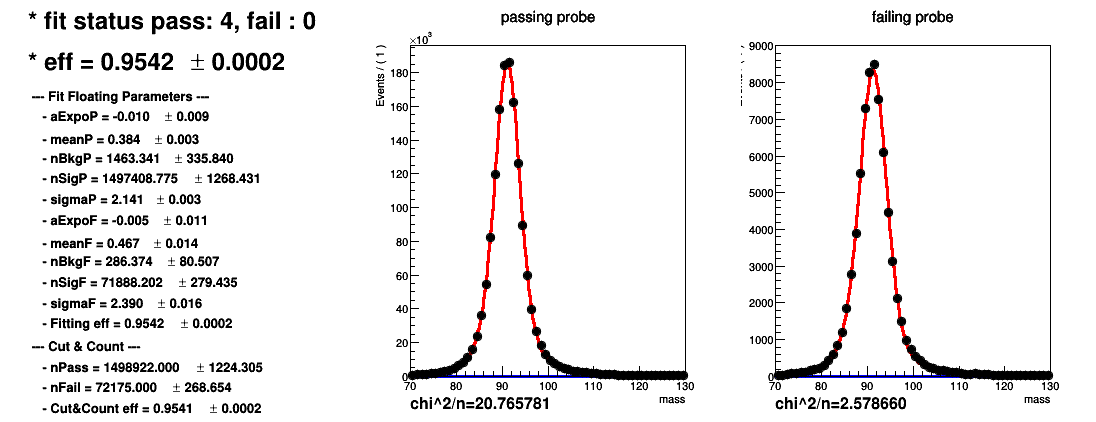 * fit status pass: 4, fail : 0
* eff = 0.9542 ± 0.0002
--- Fit Floating Parameters ---
- aExpoP = -0.010 ± 0.009
- meanP = 0.384 ± 0.003
- nBkgP = 1463.341 ± 335.840
- nSigP = 1497408.775 ± 1268.431
- sigmaP = 2.141 ± 0.003
- aExpoF = -0.005 ± 0.011
- meanF = 0.467 ± 0.014
- nBkgF = 286.374 ± 80.507
- nSigF = 71888.202 ± 279.435
- sigmaF = 2.390 ± 0.016
- Fitting eff = 0.9542 ± 0.0002
--- Cut & Count ---
- nPass = 1498922.000 ± 1224.305
- nFail = 72175.000 ± 268.654
- Cut&Count eff = 0.9541 ± 0.0002
passing probe
×10³
Events / ( 1 )
180
160
140
120
100
80
60
40
20
0
70 80 90 100 110 120 130
mass
chi^2/n=20.765781
failing probe
9000
8000
7000
6000
5000
4000
3000
2000
1000
0
70 80 90 100 110 120 130
mass
chi^2/n=2.578660